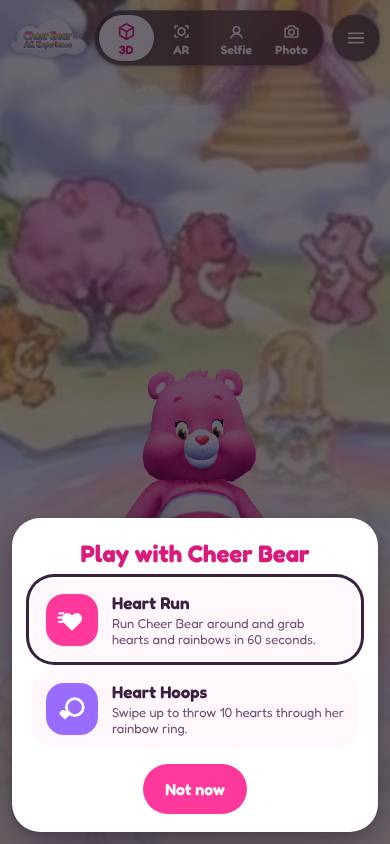 Cheer Bear
AR Experience
3D
AR
Selfie
Photo
Play with Cheer Bear
Heart Run
Run Cheer Bear around and grab
hearts and rainbows in 60 seconds.
Heart Hoops
Swipe up to throw 10 hearts through her
rainbow ring.
Not now